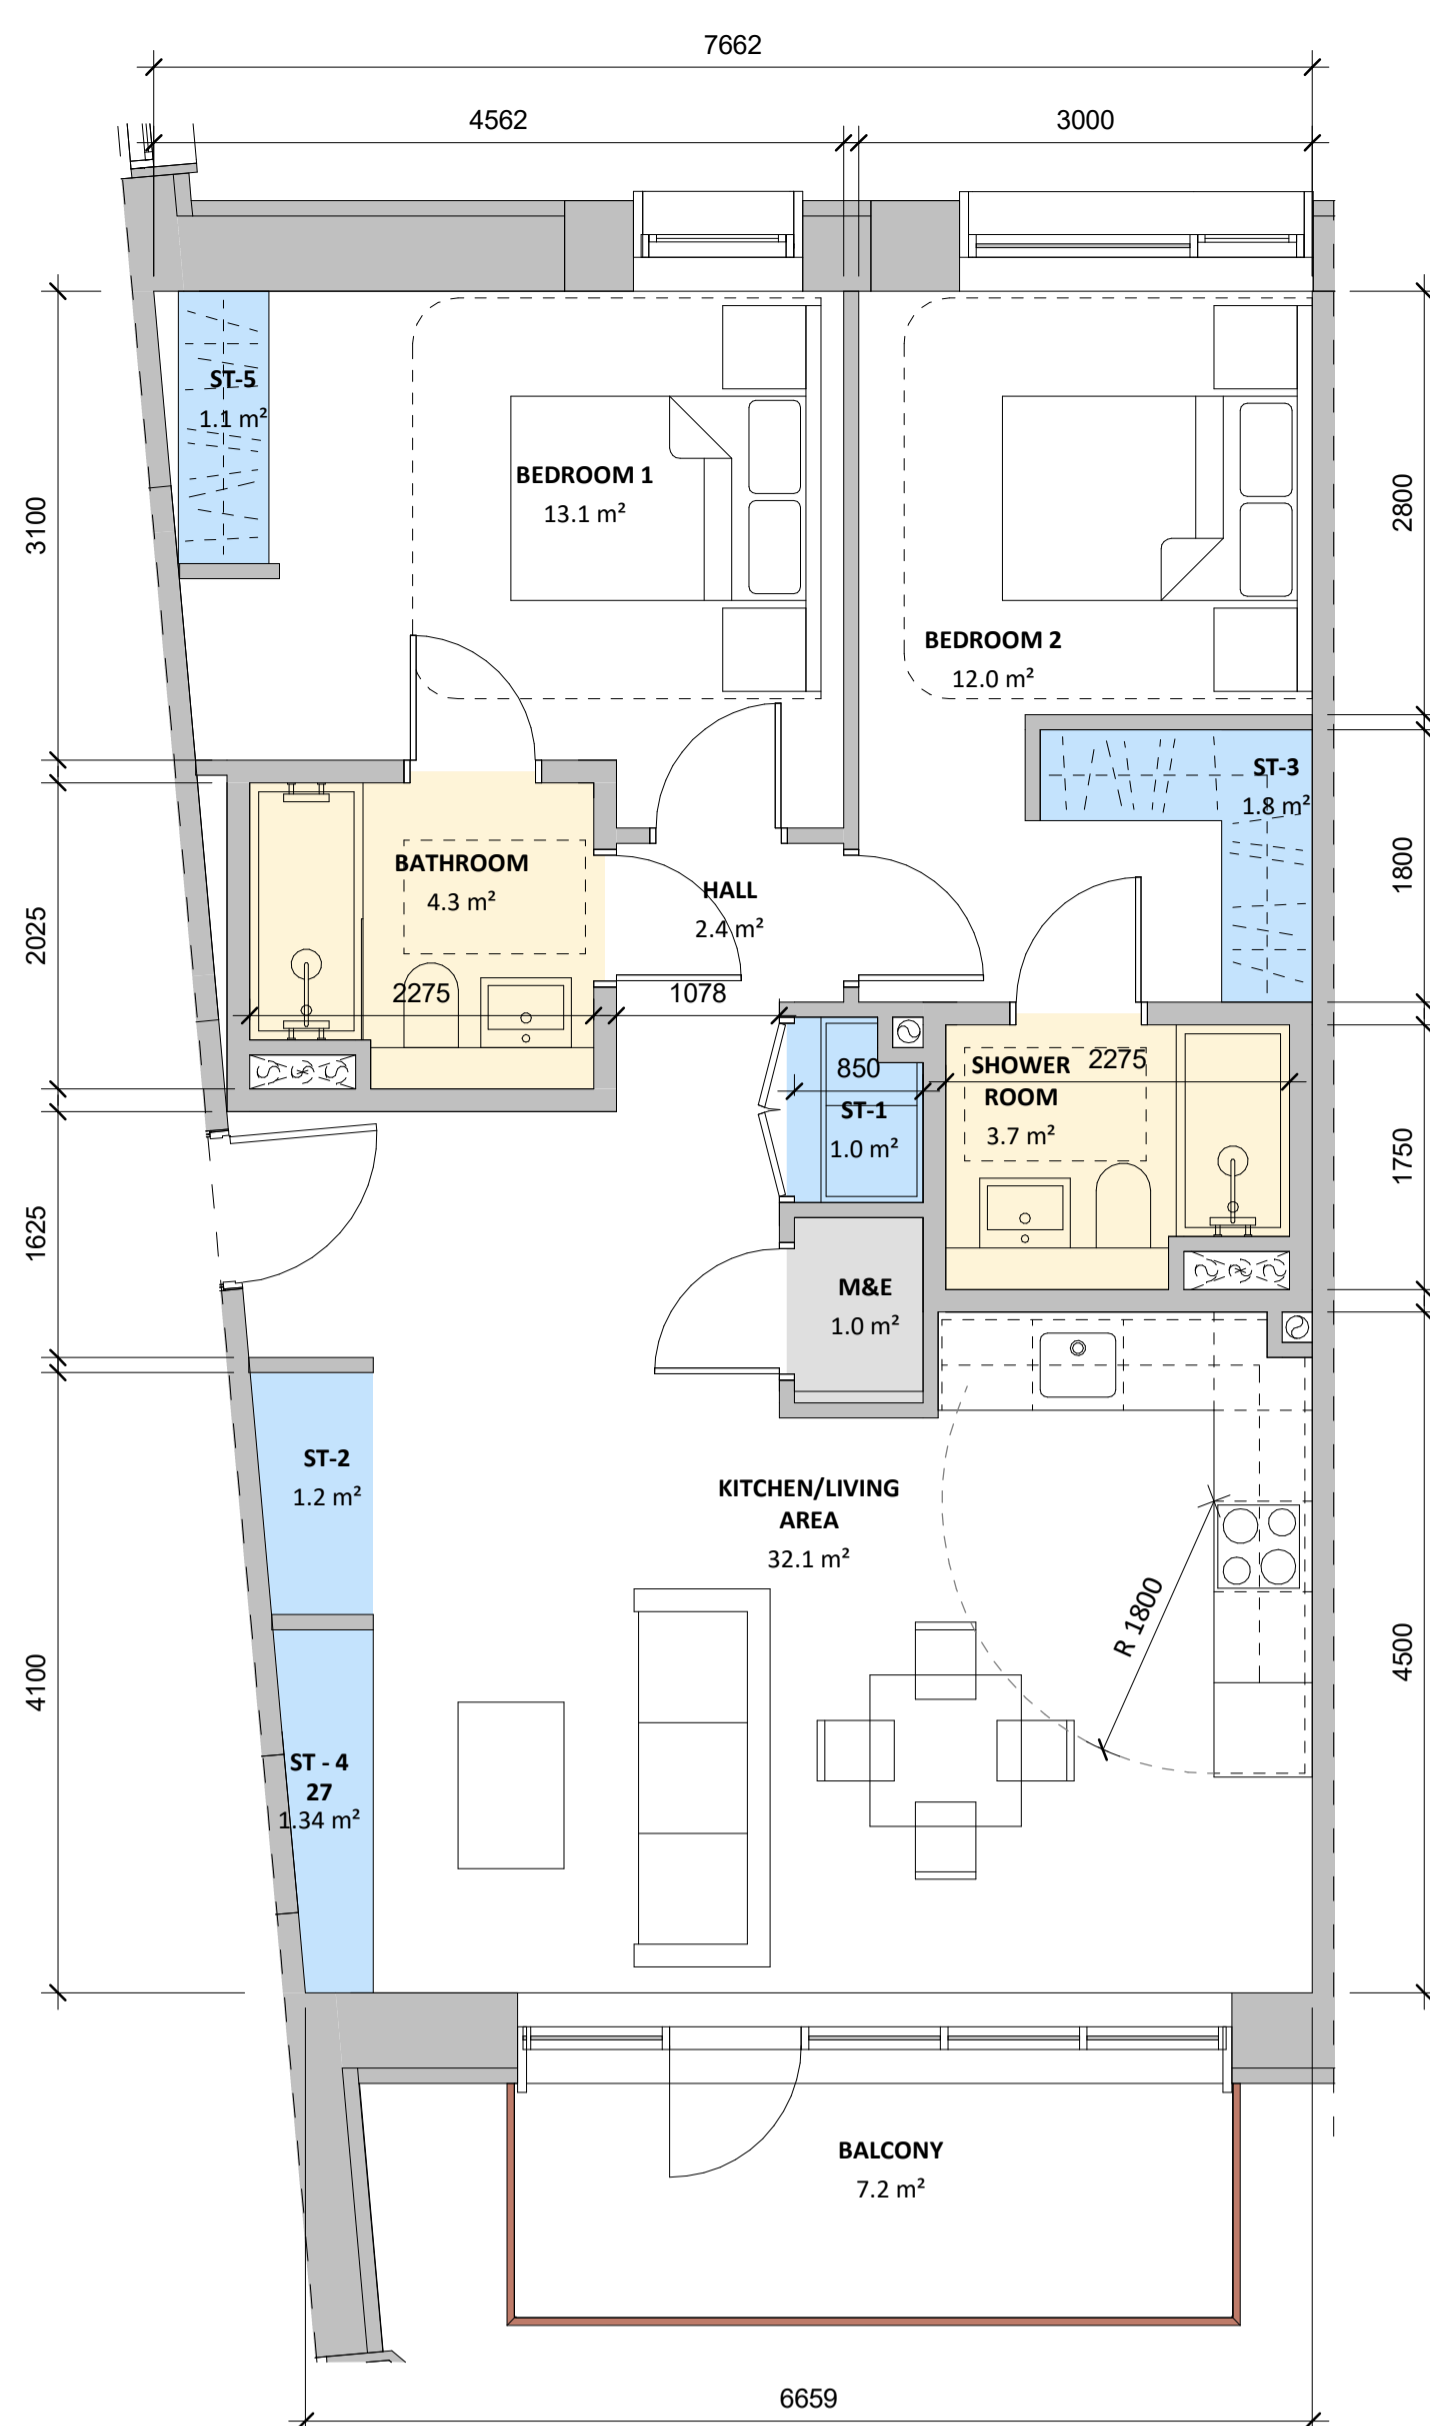 7662
4562
3000
ST-5
1.1 m²
BEDROOM 1
13.1 m²
3100
2800
BEDROOM 2
12.0 m²
ST-3
1.8 m²
BATHROOM
4.3 m²
HALL
2.4 m²
1800
2025
2275
1078
850
SHOWER
ROOM
3.7 m²
2275
ST-1
1.0 m²
1750
1625
M&E
1.0 m²
ST-2
1.2 m²
KITCHEN/LIVING
AREA
32.1 m²
R 1800
4100
4500
ST - 4
27
1.34 m²
BALCONY
7.2 m²
6659